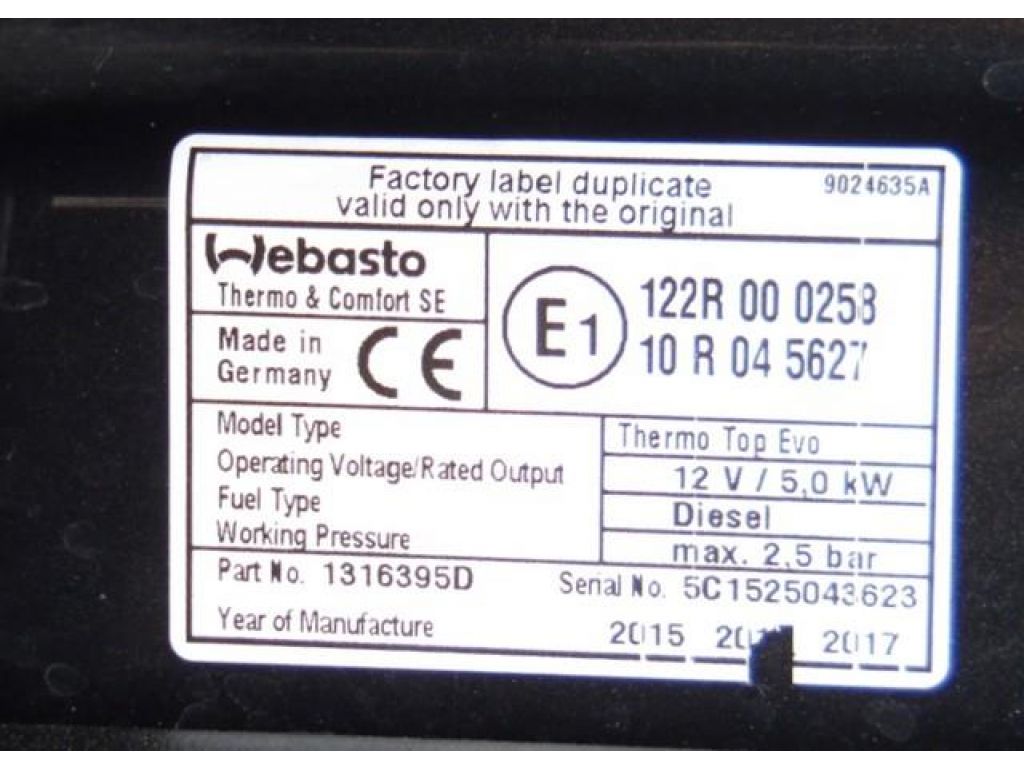 Factory label duplicate
valid only with the original
9024635A
Webasto
Thermo & Comfort SE
Made in
Germany
CE
E1
122R 00 0258
10 R 04 5627
Model Type
Thermo Top Evo
Operating Voltage/Rated Output
12 V / 5,0 kW
Fuel Type
Diesel
Working Pressure
max. 2,5 bar
Part No. 1316395D
Serial No. 5C1525043623
Year of Manufacture
2015 2017